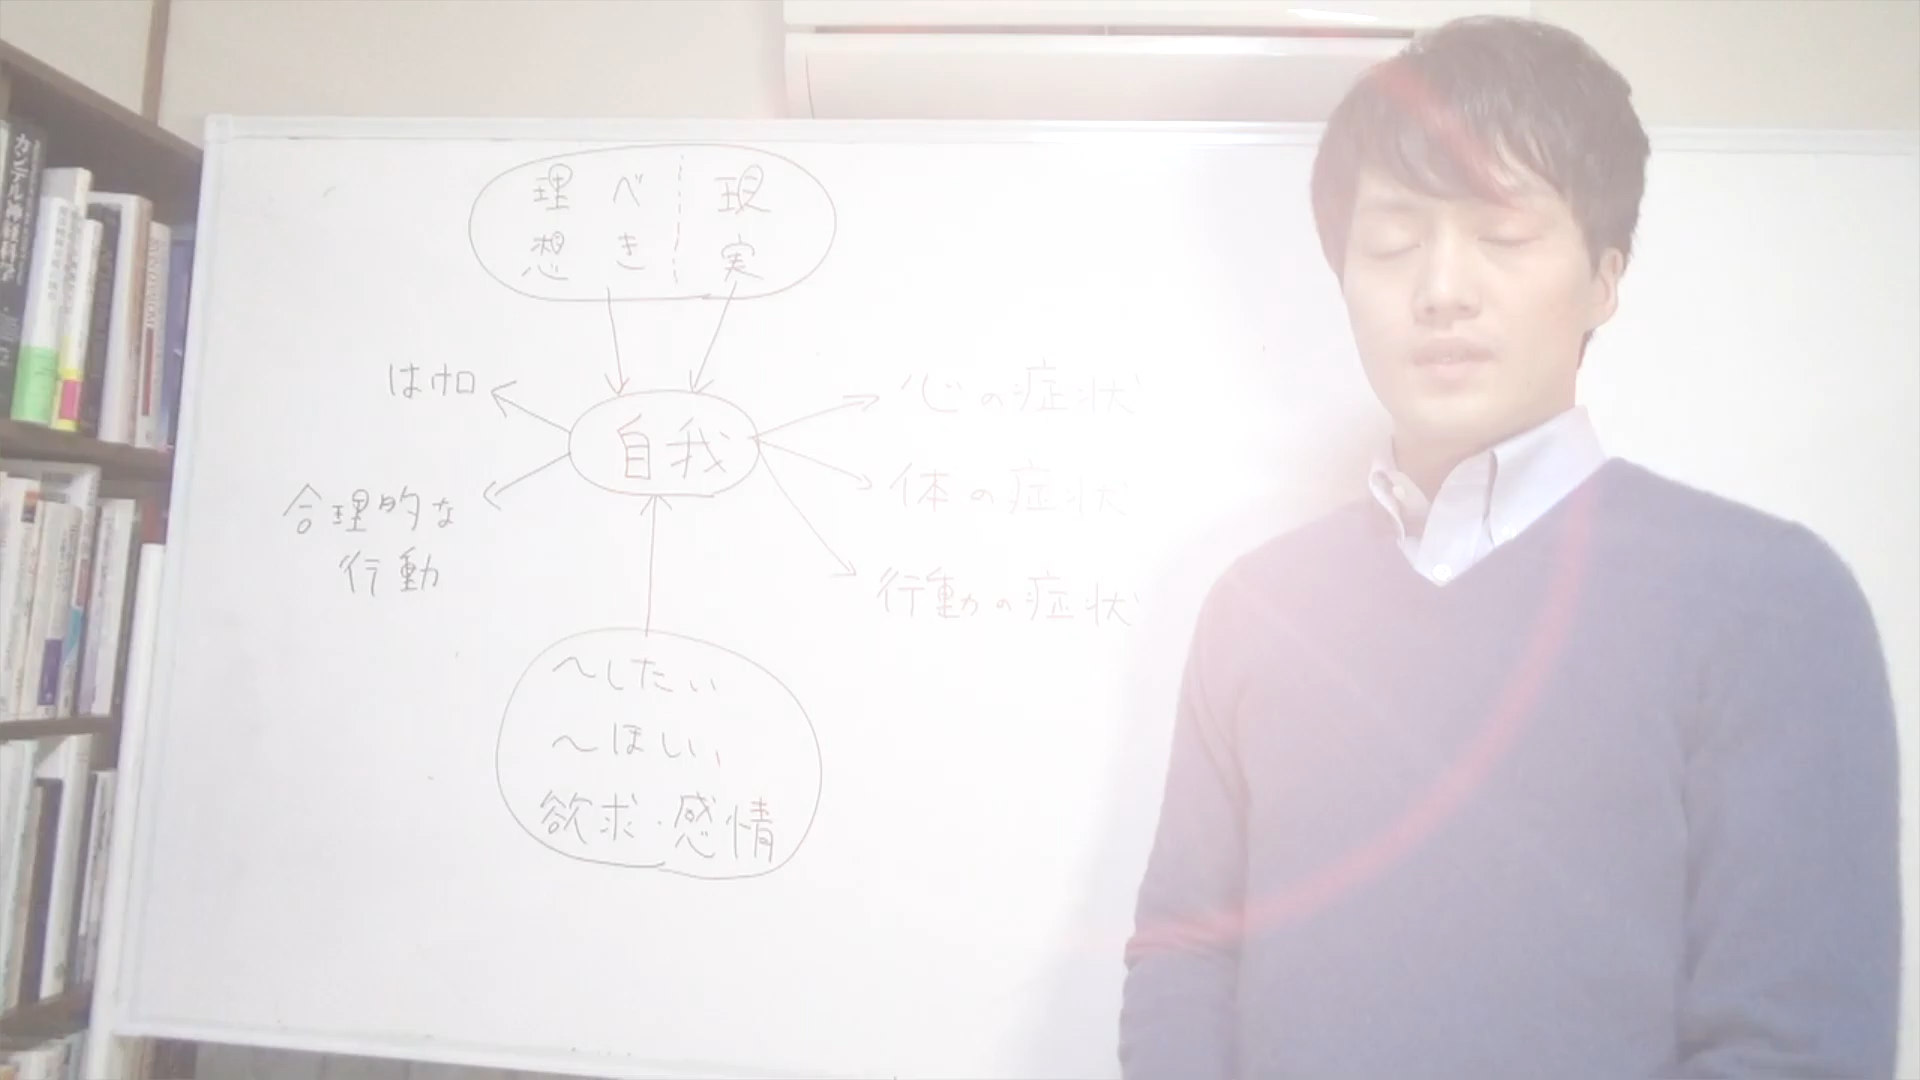 理想 べき 現実
はけ口
自我
心の症状
合理的な
行動
体の症状
行動の症状
〜したい
〜ほしい
欲求・感情
カンデル神経科学